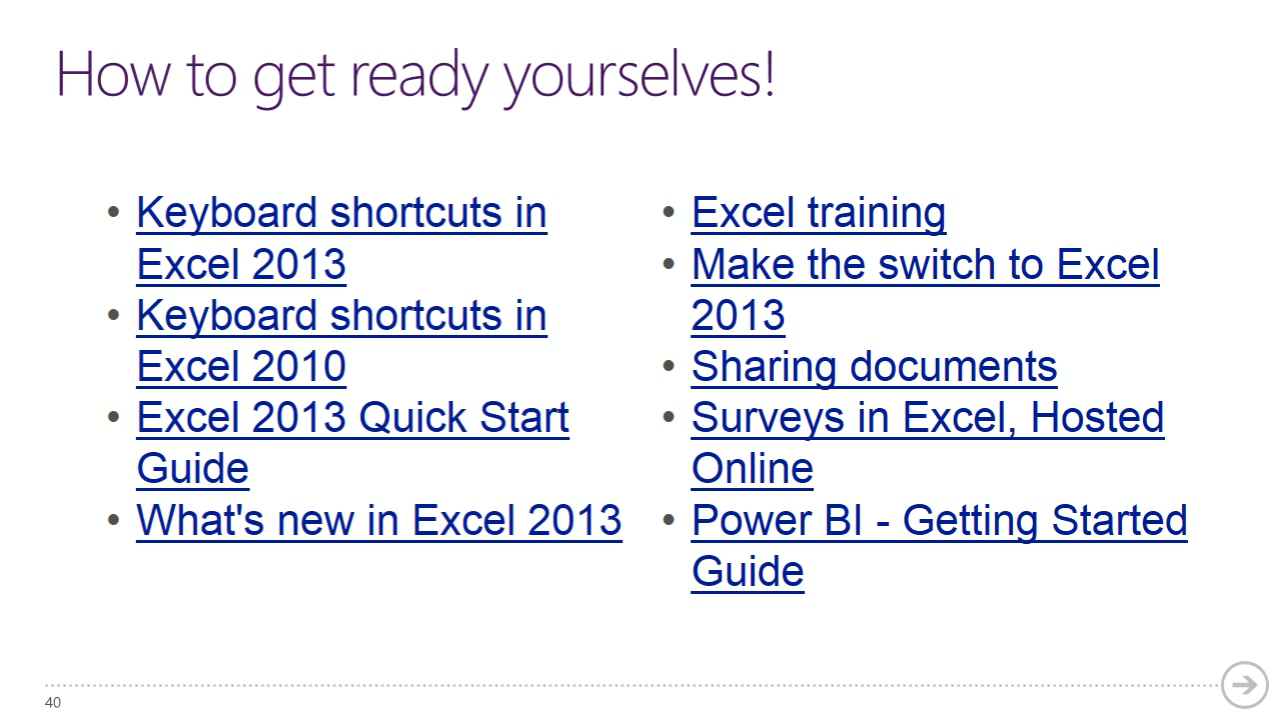 How to get ready yourselves!
• Keyboard shortcuts in
Excel 2013
• Keyboard shortcuts in
Excel 2010
• Excel 2013 Quick Start
Guide
• What's new in Excel 2013
• Excel training
• Make the switch to Excel
2013
• Sharing documents
• Surveys in Excel, Hosted
Online
• Power BI - Getting Started
Guide
40